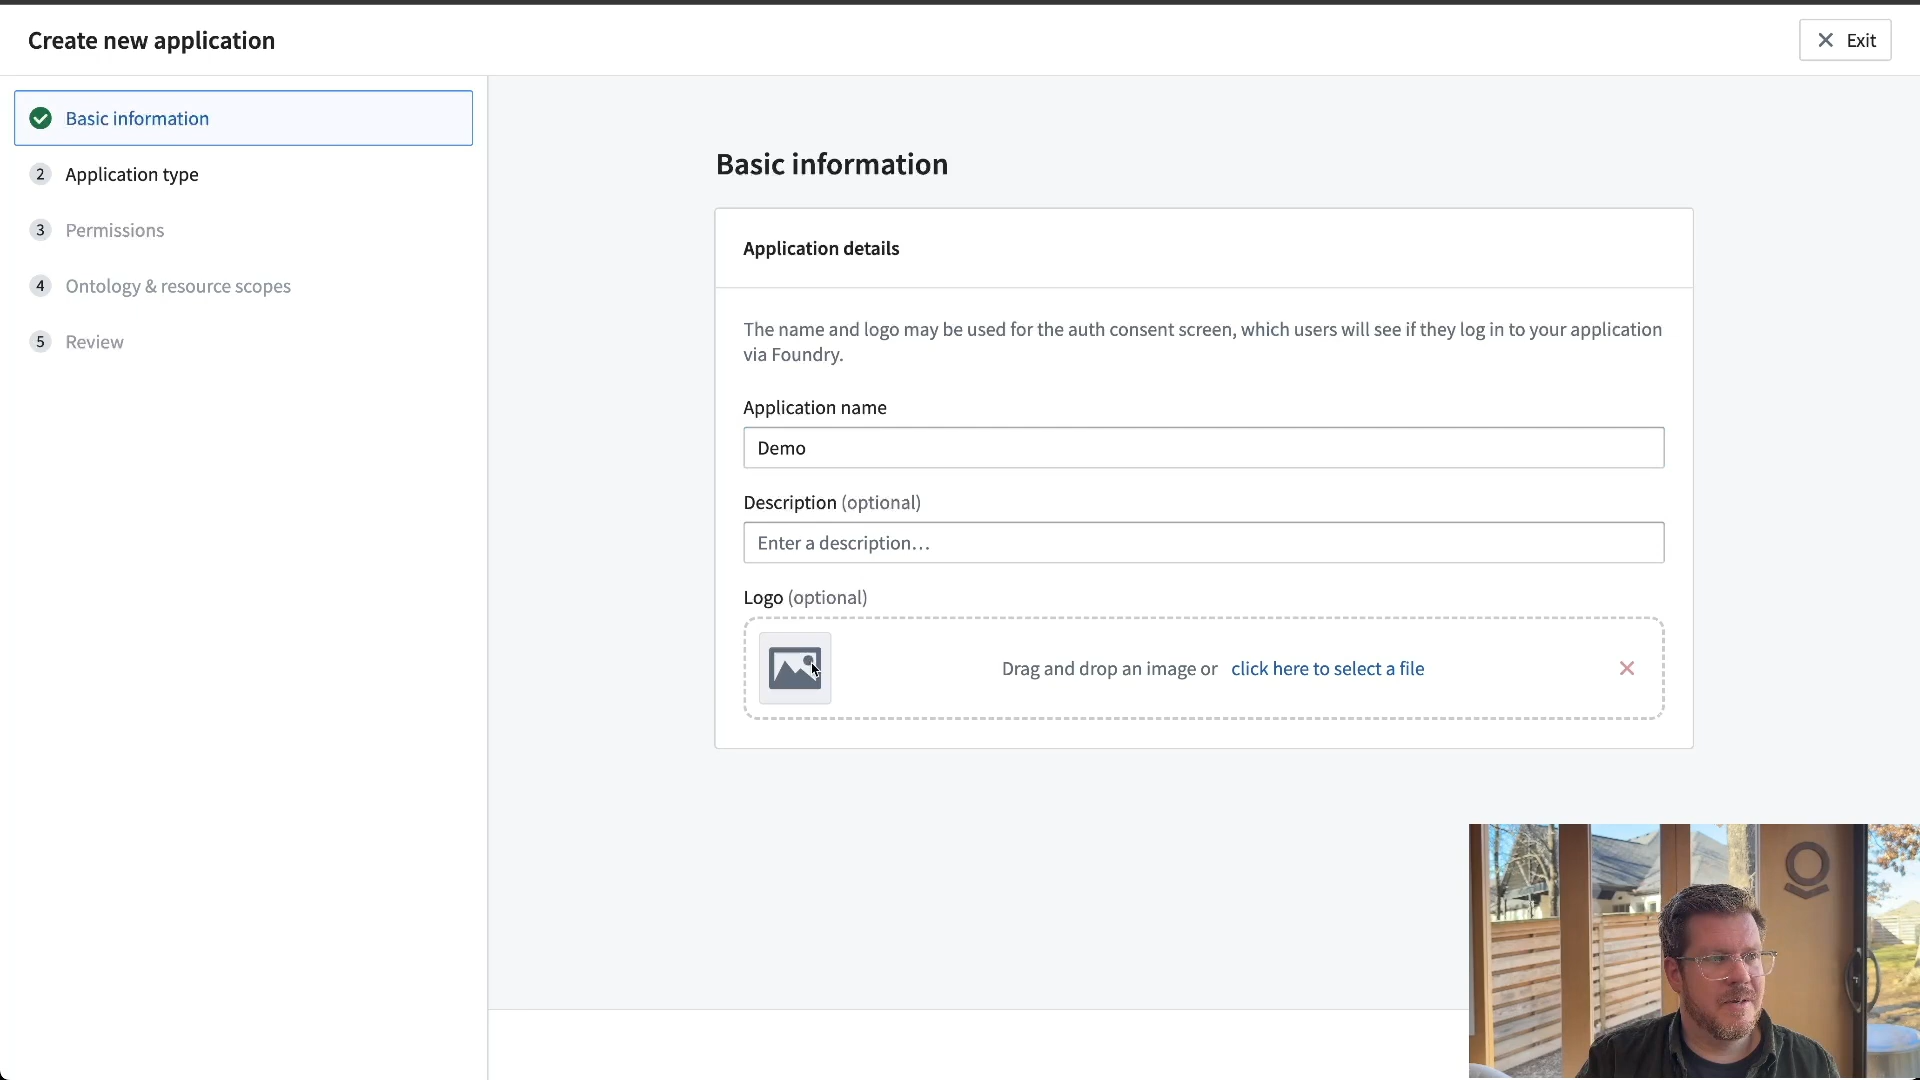 Create new application
Exit
Basic information
2 Application type
3 Permissions
4 Ontology & resource scopes
5 Review
Basic information
Application details
The name and logo may be used for the auth consent screen, which users will see if they log in to your application
via Foundry.
Application name
Demo
Description (optional)
Enter a description…
Logo (optional)
Drag and drop an image or click here to select a file